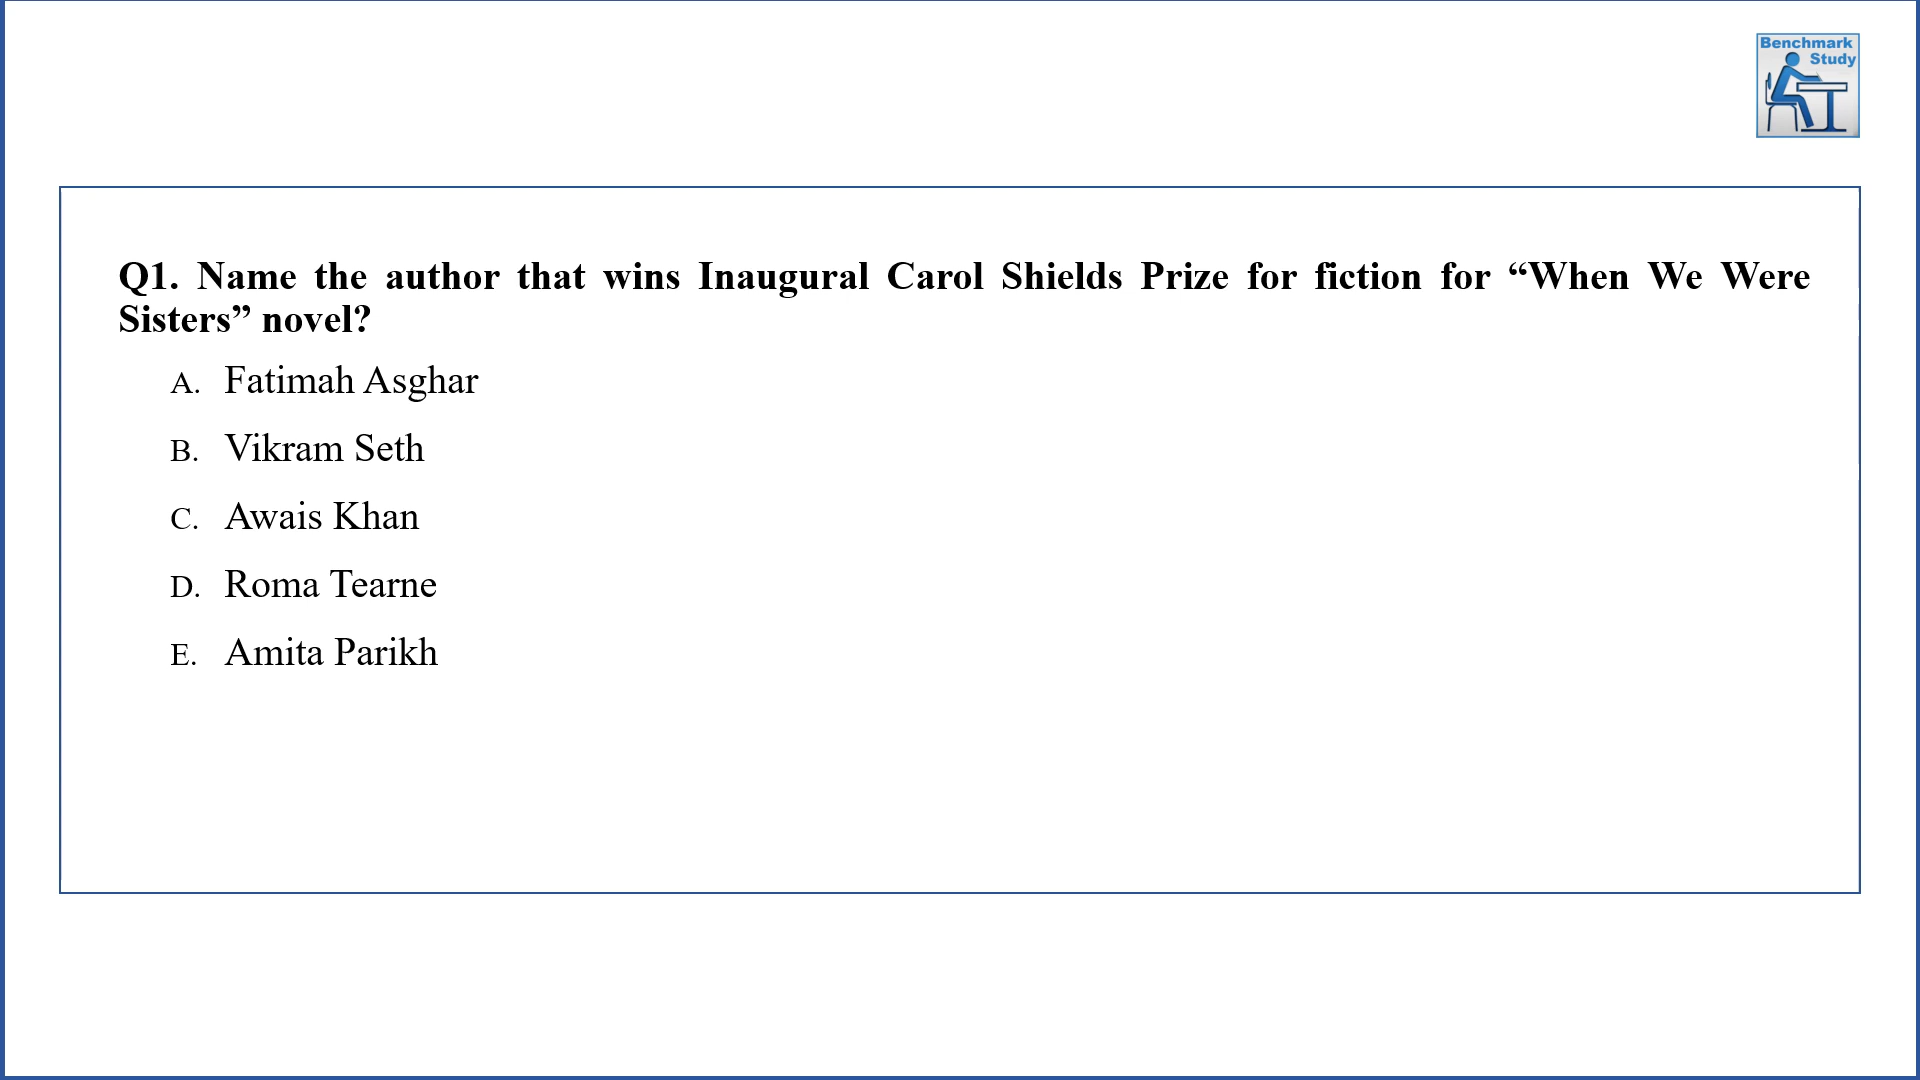 Benchmark
Study
Q1. Name the author that wins Inaugural Carol Shields Prize for fiction for “When We Were
Sisters” novel?
A. Fatimah Asghar
B. Vikram Seth
C. Awais Khan
D. Roma Tearne
E. Amita Parikh